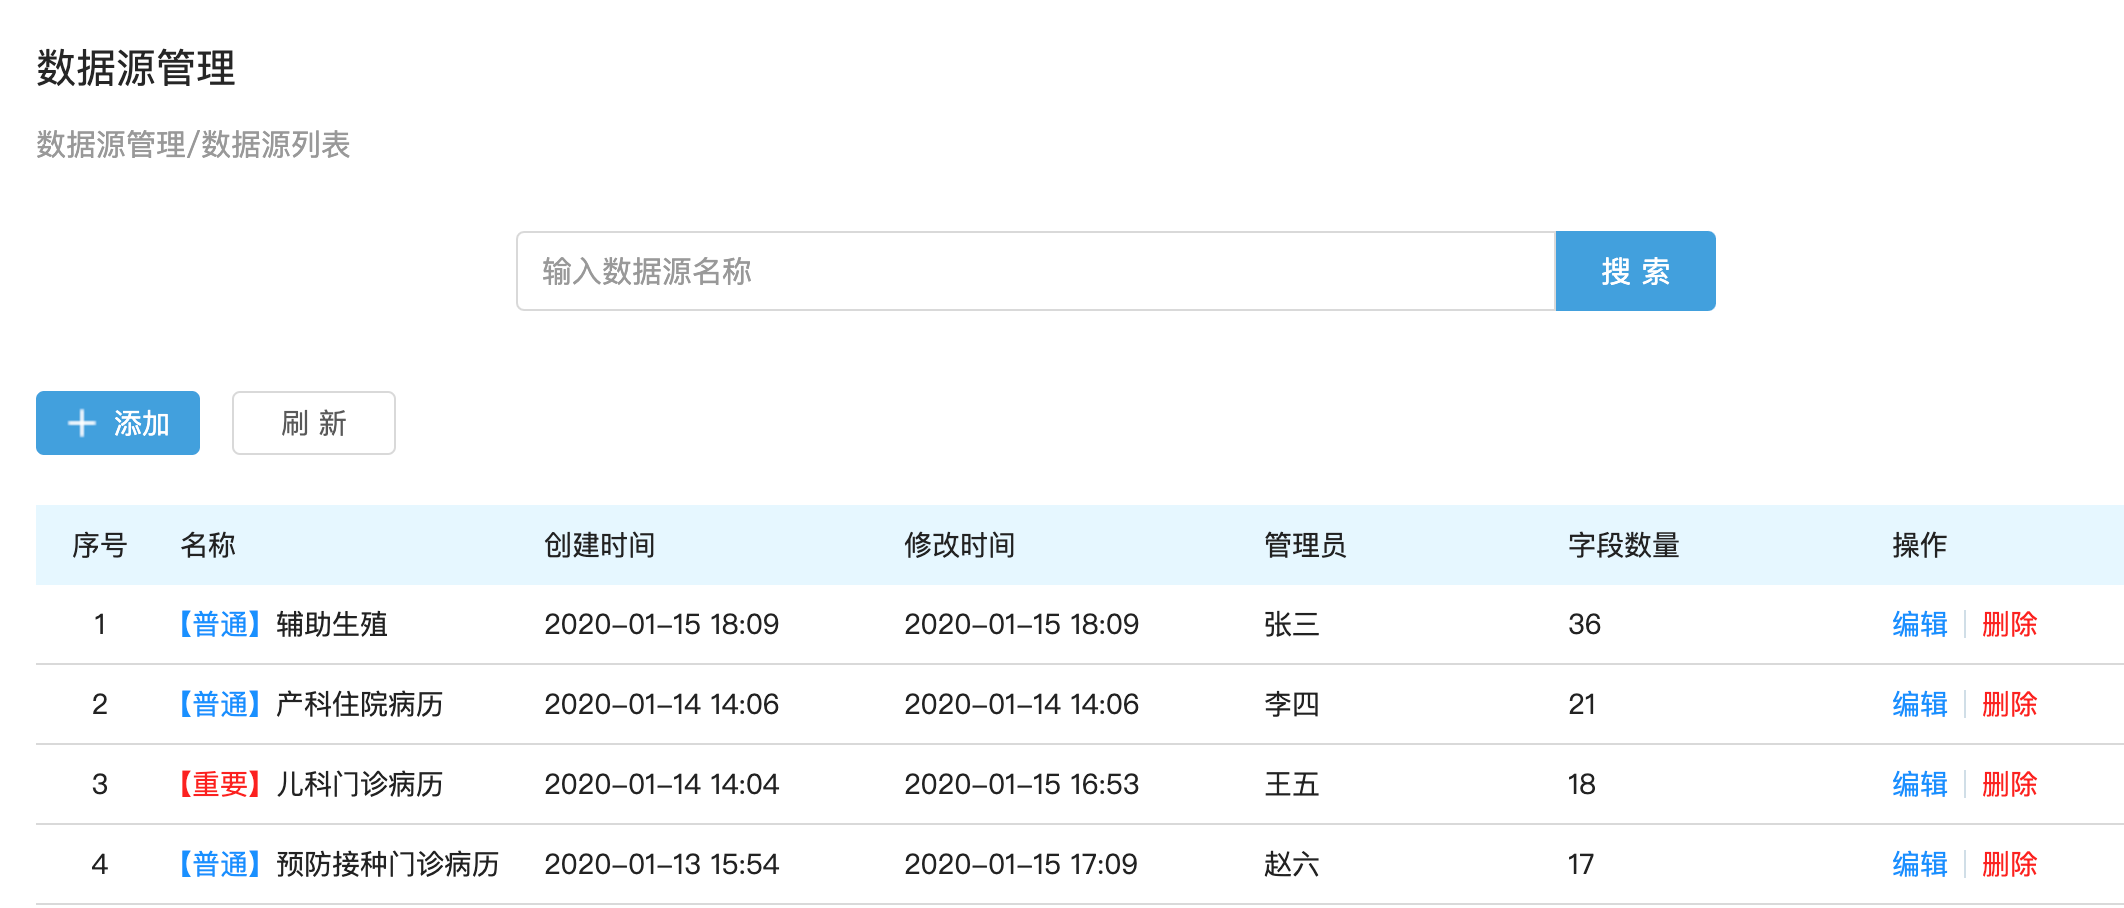 数据源管理
数据源管理/数据源列表
输入数据源名称 搜 索
添加 刷 新
序号 名称 创建时间 修改时间 管理员 字段数量 操作
1 【普通】辅助生殖 2020-01-15 18:09 2020-01-15 18:09 张三 36 编辑 删除
2 【普通】产科住院病历 2020-01-14 14:06 2020-01-14 14:06 李四 21 编辑 删除
3 【重要】儿科门诊病历 2020-01-14 14:04 2020-01-15 16:53 王五 18 编辑 删除
4 【普通】预防接种门诊病历 2020-01-13 15:54 2020-01-15 17:09 赵六 17 编辑 删除